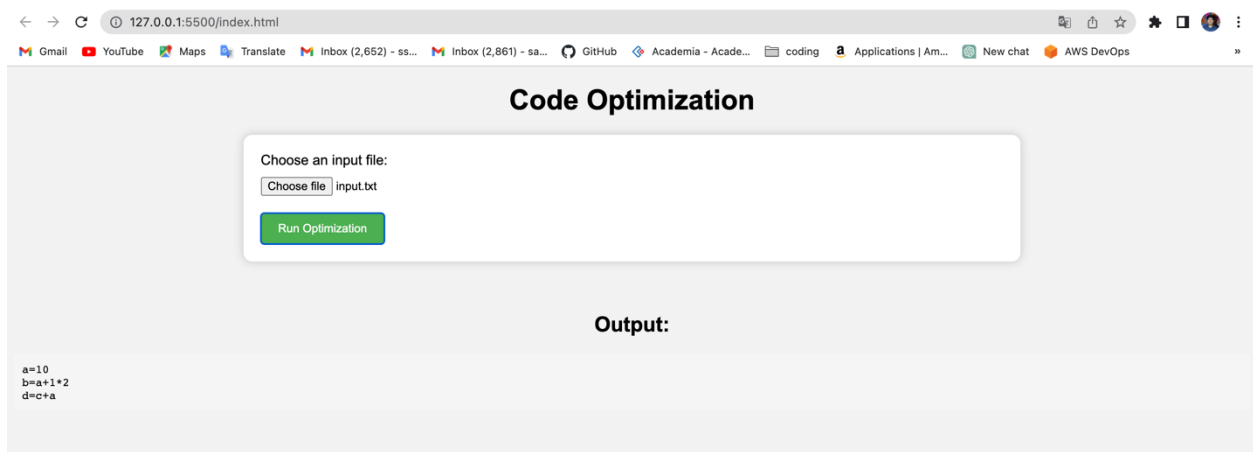 127.0.0.1:5500/index.html
Gmail YouTube Maps Translate Inbox (2,652) - ss... Inbox (2,861) - sa... GitHub Academia - Acade... coding Applications | Am... New chat AWS DevOps »
Code Optimization
Choose an input file:
Choose file input.txt
Run Optimization
Output:
a=10
b=a+1*2
d=c+a